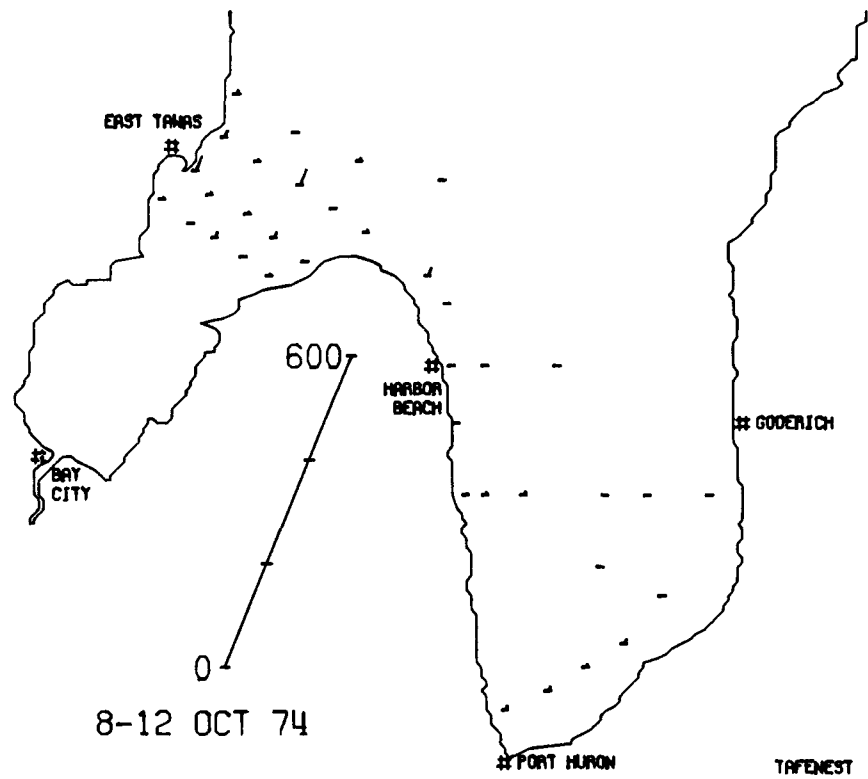 EAST TAWAS
600
HARBOR
BEACH
GODERICH
BAY
CITY
0
8-12 OCT 74
PORT HURON
TAFENEST